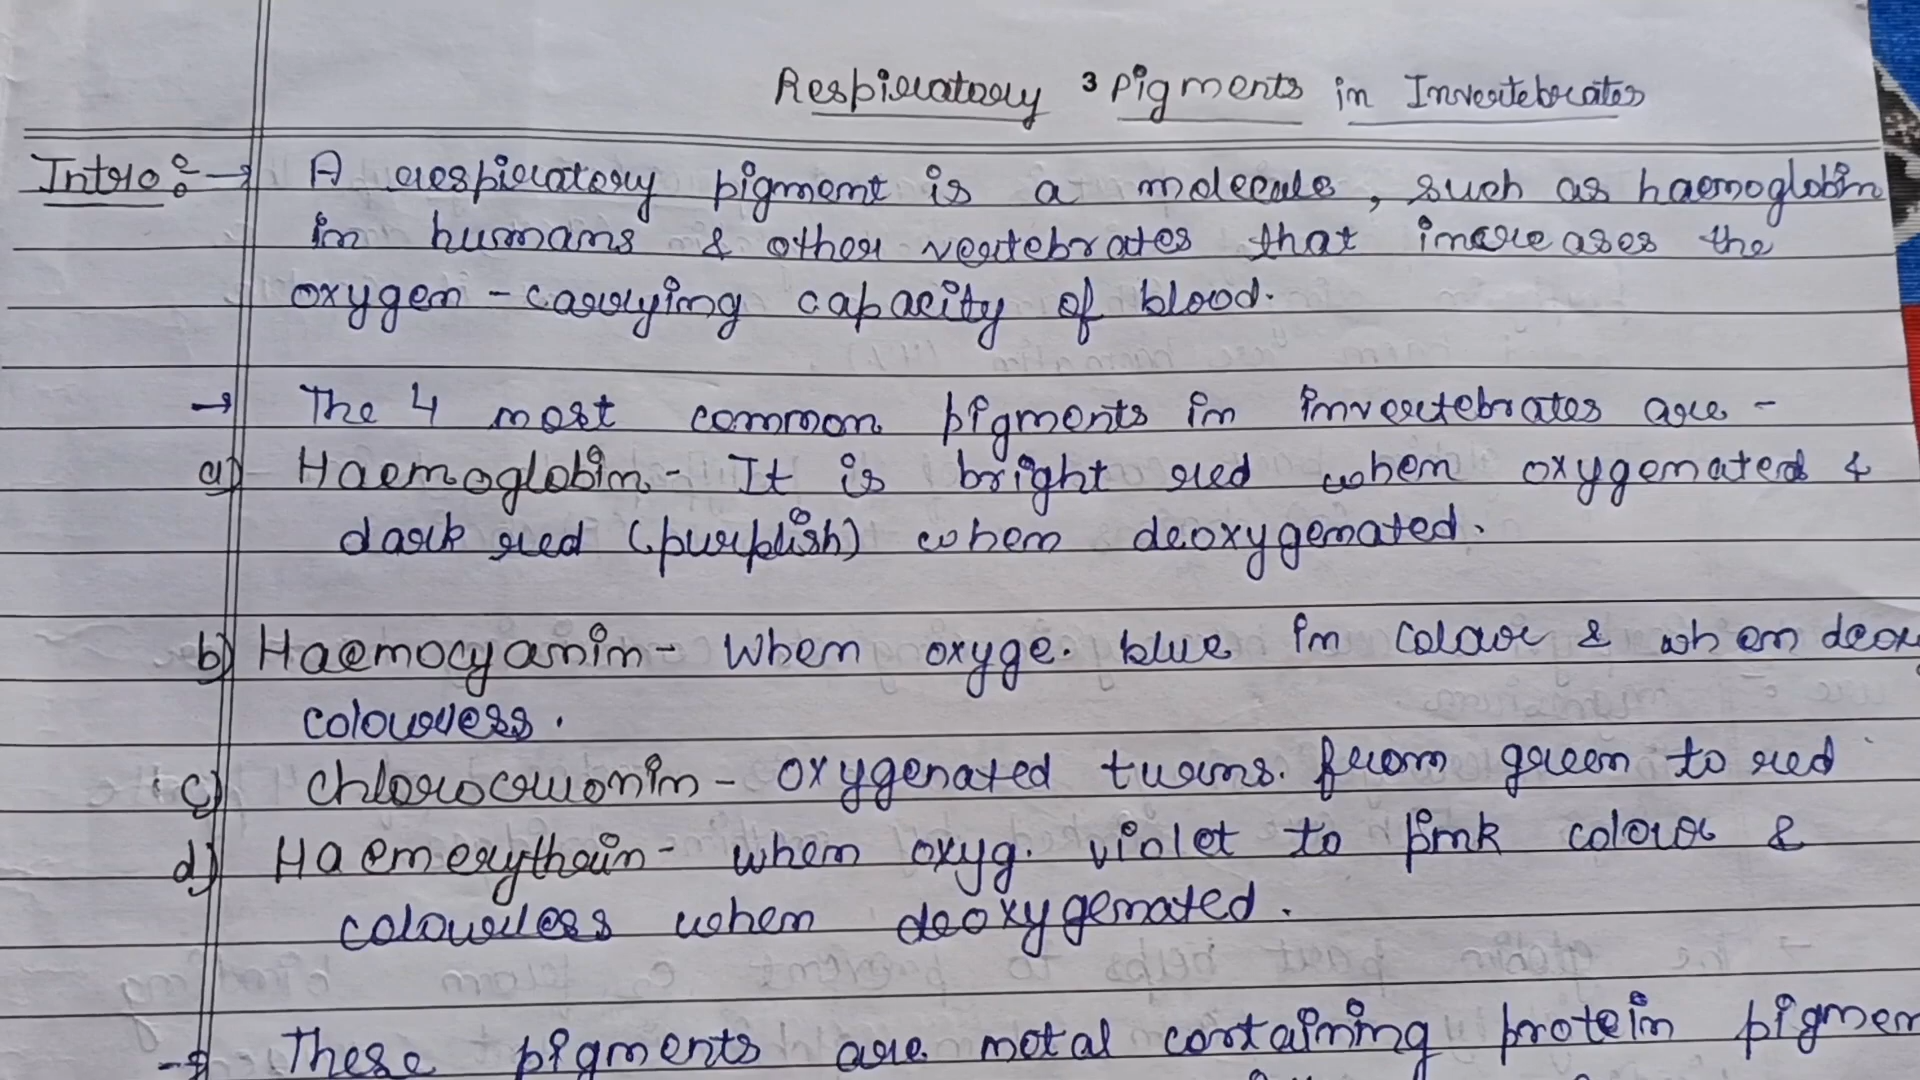 Respiratory 3 Pigments in Invertebrates
Intro :→ A respiratory pigment is a molecule, such as haemoglobin
in humans & other vertebrates that increases the
oxygen - carrying capacity of blood.
→ The 4 most common pigments in invertebrates are -
a) Haemoglobin - It is bright red when oxygenated &
dark red (purplish) when deoxygenated.
b) Haemocyanin - When oxyge. blue in colour & when deoxy
colourless.
c) Chlorocruonin - oxygenated turns. from green to red
d) Haemerythrin - when oxyg. violet to pink colour &
colourless when deoxygenated.
→ These pigments are metal containing protein pigmen